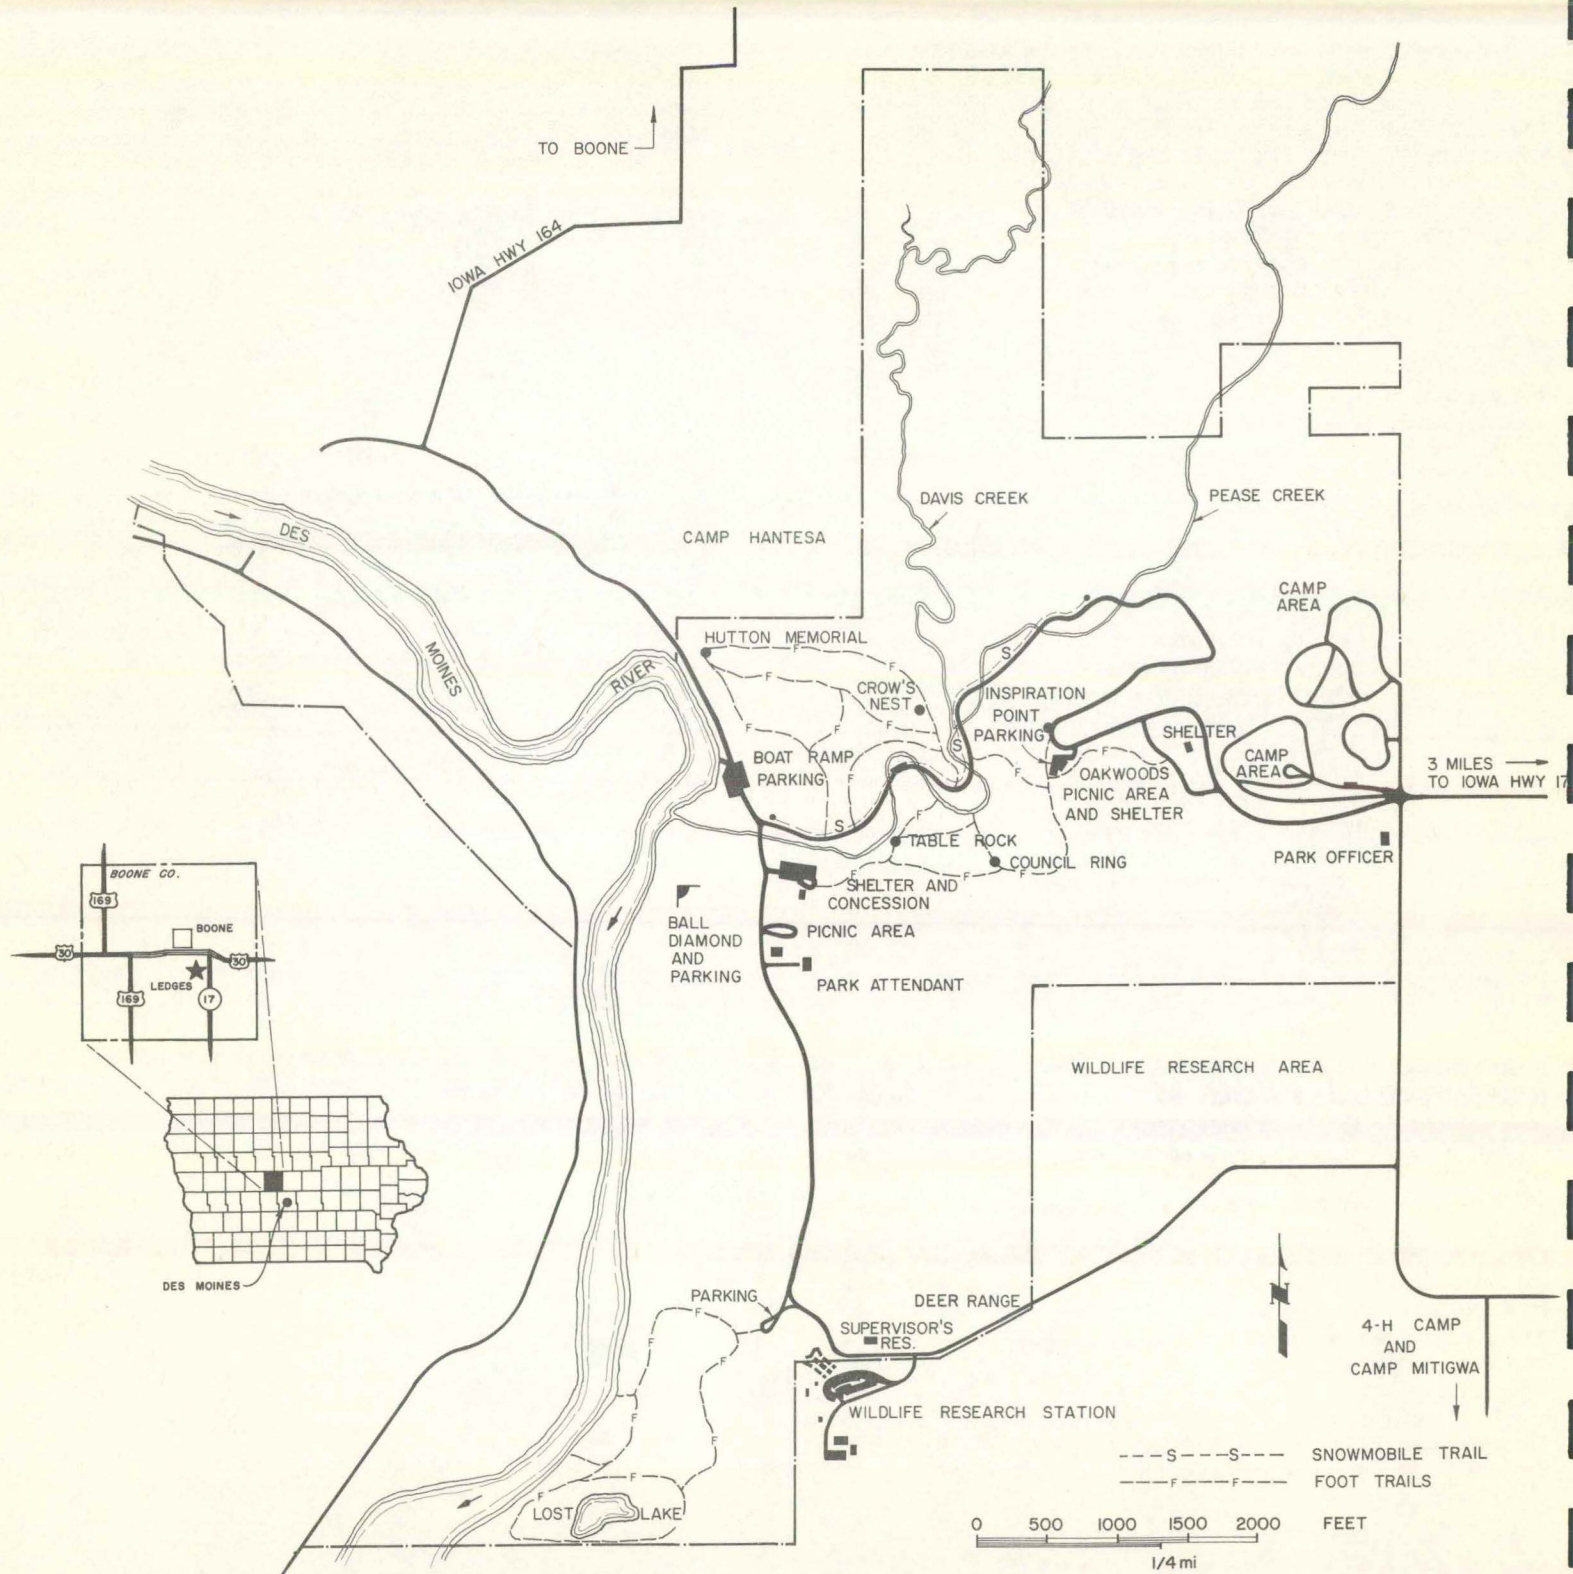 TO BOONE
IOWA HWY 164
DAVIS CREEK
PEASE CREEK
CAMP HANTESA
DES
MOINES
RIVER
CAMP
AREA
HUTTON MEMORIAL
F
F
F
F
F
F
S
CROW'S
NEST
INSPIRATION
POINT
PARKING
S
SHELTER
F
F
CAMP
AREA
BOAT RAMP
PARKING
OAKWOODS
PICNIC AREA
AND SHELTER
3 MILES
TO IOWA HWY 17
S
F
F
TABLE ROCK
COUNCIL RING
F
F
F
PARK OFFICER
SHELTER AND
CONCESSION
BALL
DIAMOND
AND
PARKING
PICNIC AREA
PARK ATTENDANT
BOONE CO.
169
BOONE
30
30
LEDGES
169
17
DES MOINES
WILDLIFE RESEARCH AREA
N
PARKING
DEER RANGE
SUPERVISOR'S
RES.
4-H CAMP
AND
CAMP MITIGWA
WILDLIFE RESEARCH STATION
F
F
F
F
F
F
F
F
LOST LAKE
S S SNOWMOBILE TRAIL
F F FOOT TRAILS
0 500 1000 1500 2000 FEET
1/4 mi